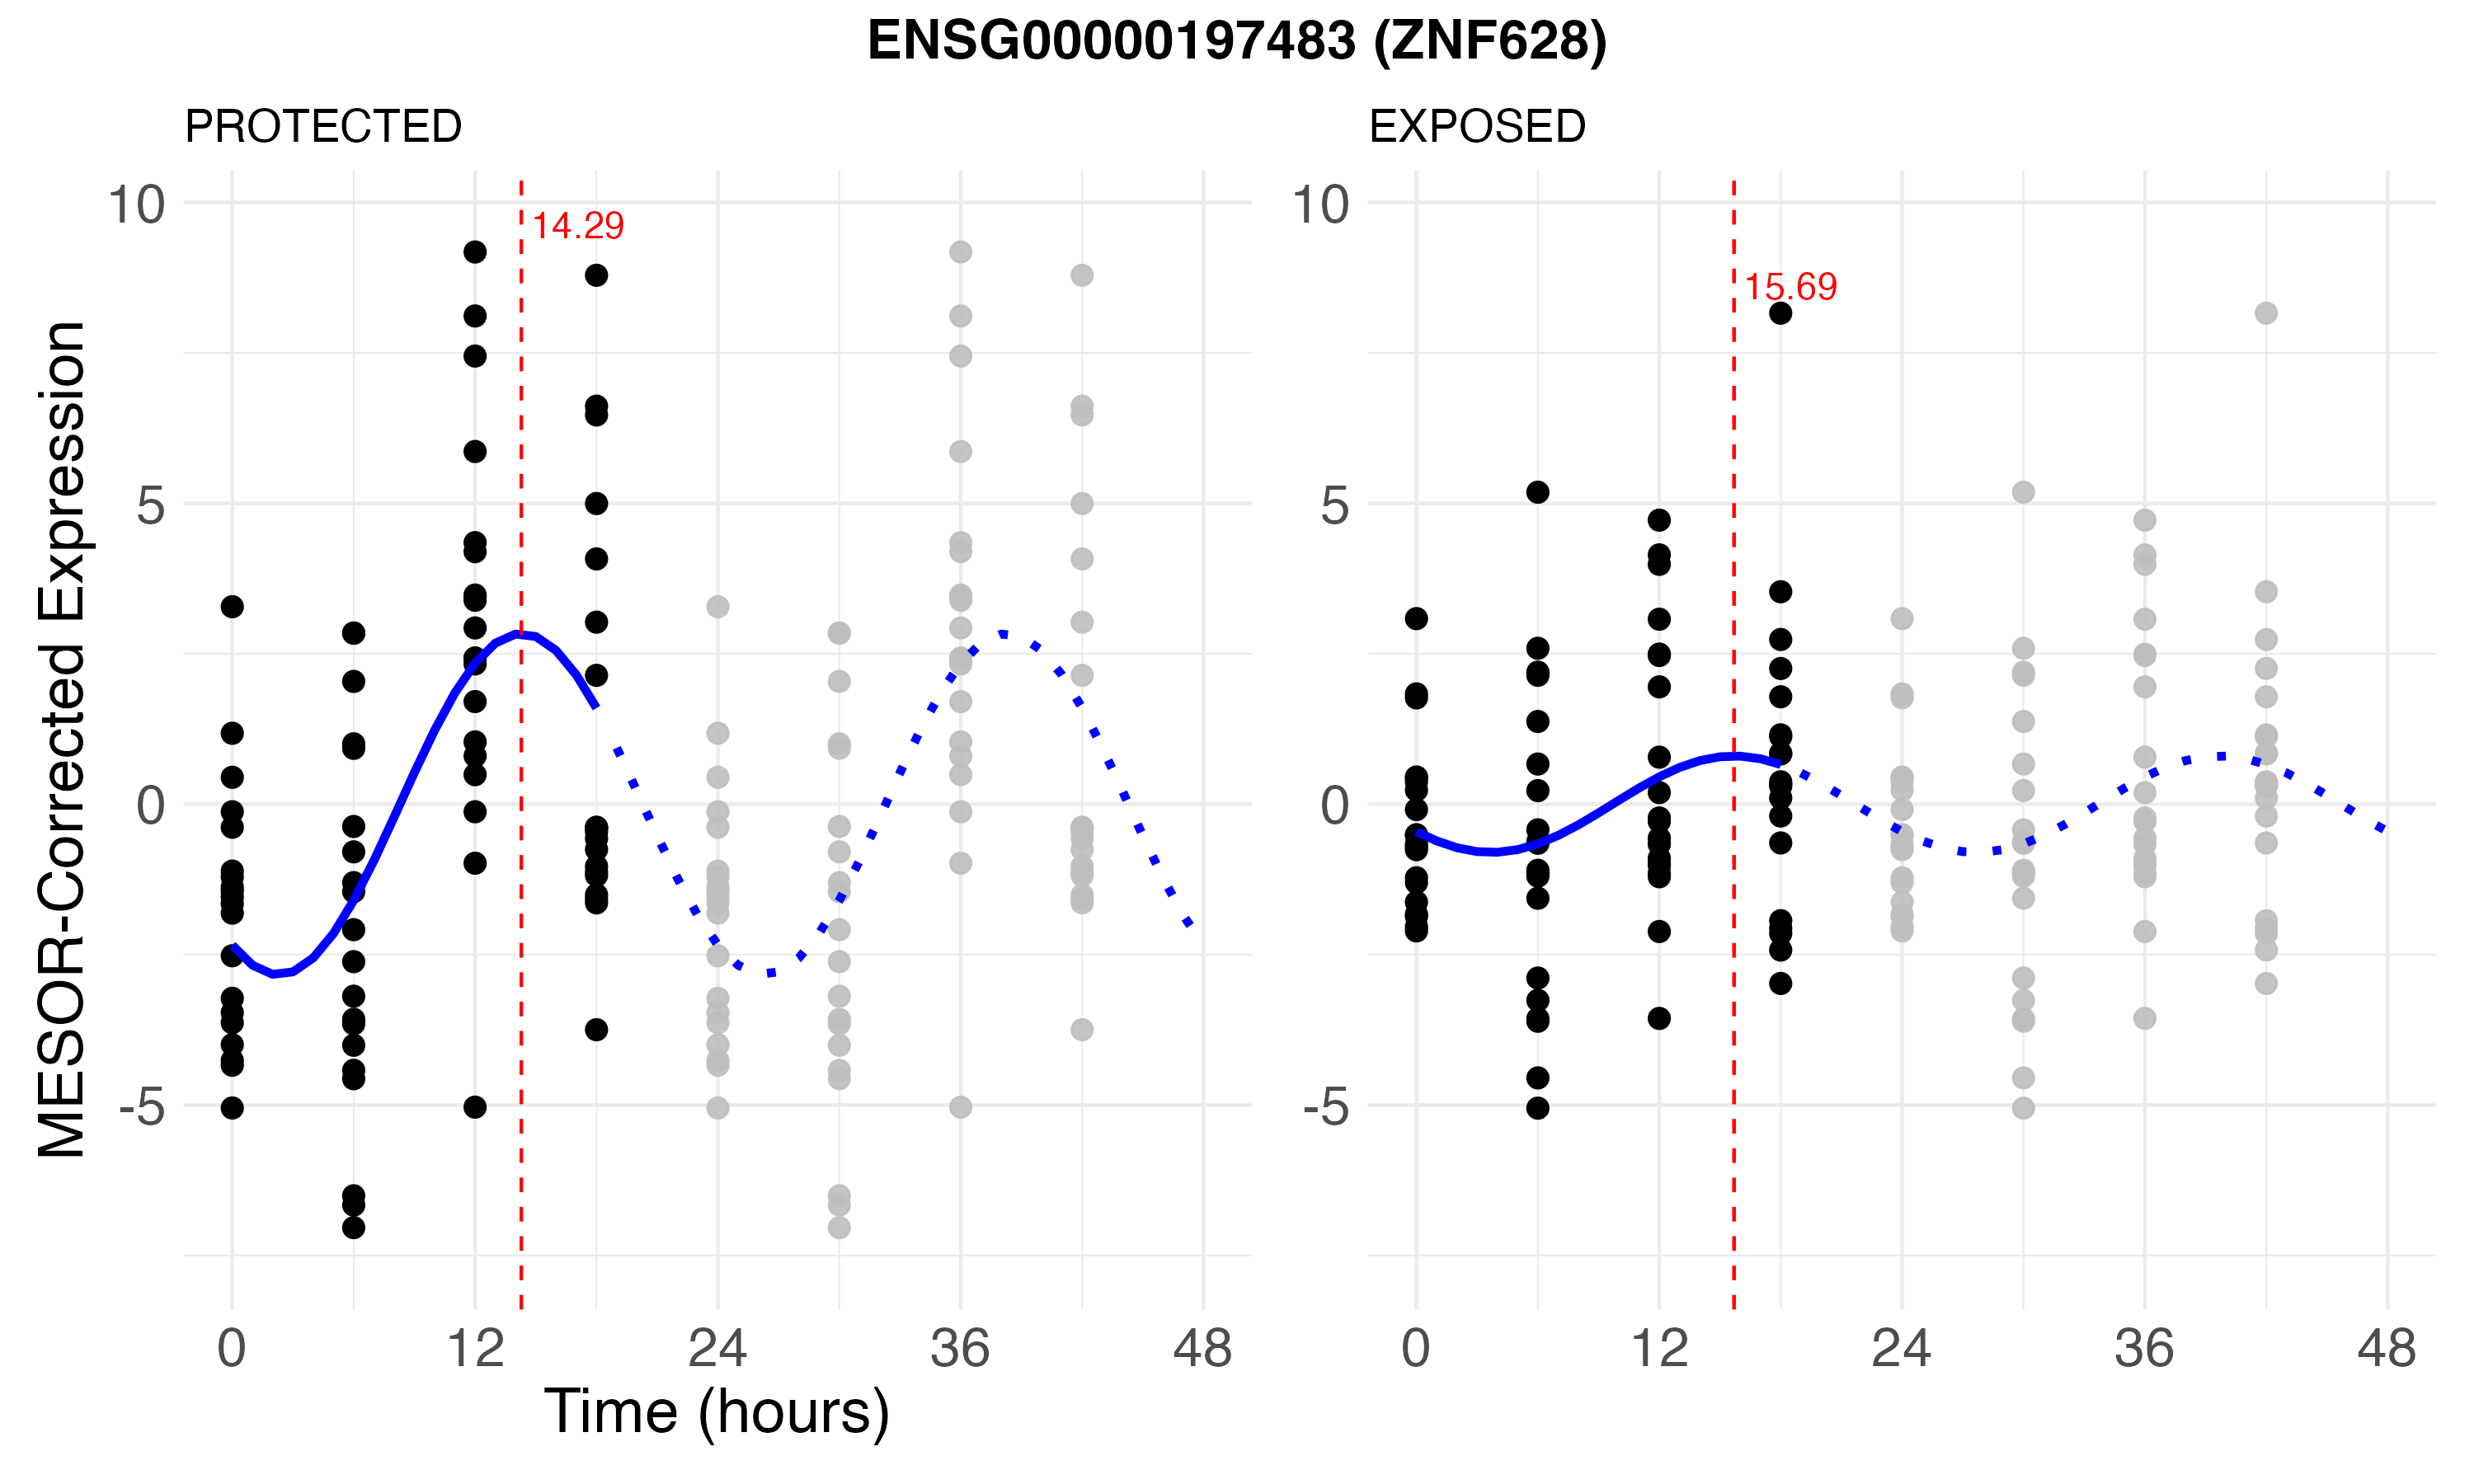 ENSG00000197483 (ZNF628)
PROTECTED
EXPOSED
MESOR-Corrected Expression
10
5
0
-5
14.29
0 12 24 36 48
10
5
0
-5
15.69
0 12 24 36 48
Time (hours)